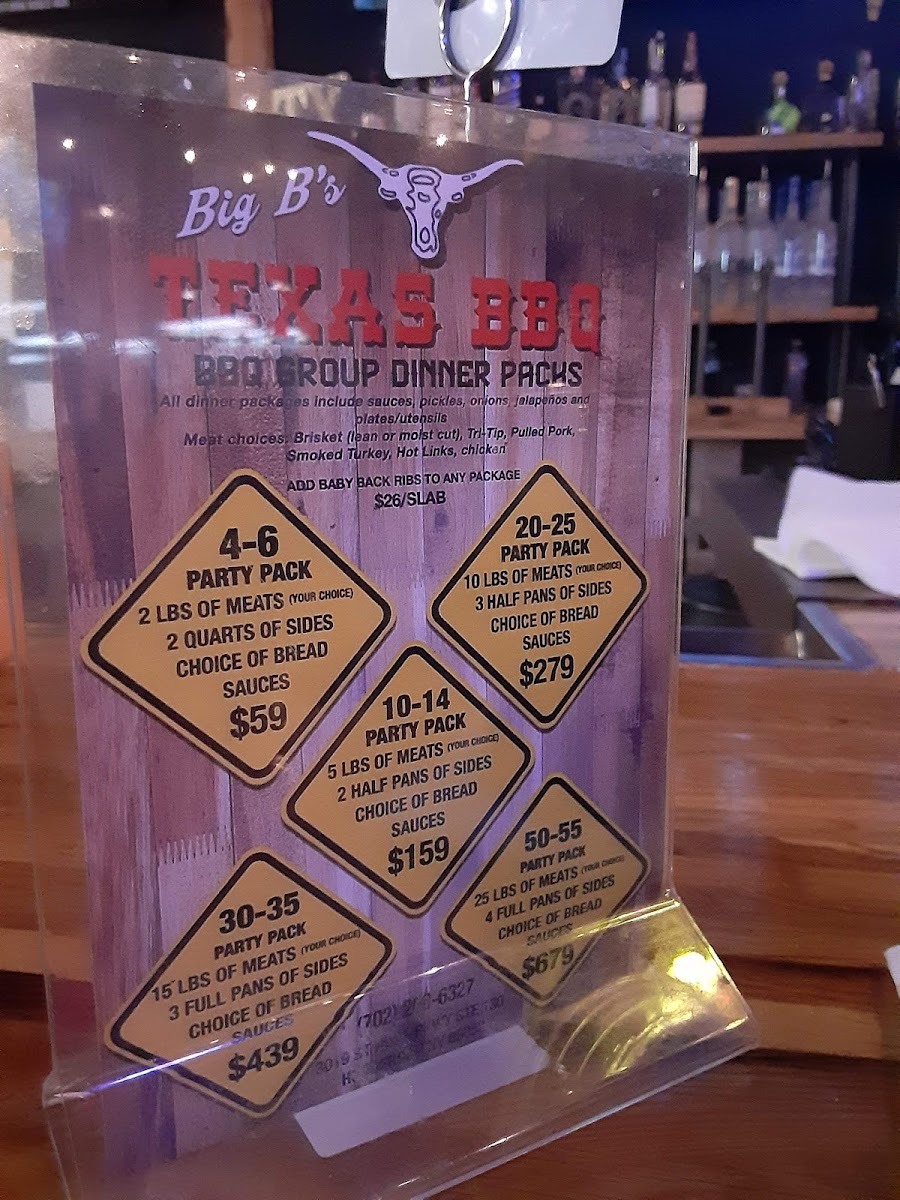 Big B's
TEXAS BBQ
BBQ GROUP DINNER PACKS
All dinner packages include sauces, pickles, onions, jalapeños and
plates/utensils
Meat choices: Brisket (lean or moist cut), Tri-Tip, Pulled Pork,
Smoked Turkey, Hot Links, chicken
ADD BABY BACK RIBS TO ANY PACKAGE
$26/SLAB
4-6
PARTY PACK
2 LBS OF MEATS (YOUR CHOICE)
2 QUARTS OF SIDES
CHOICE OF BREAD
SAUCES
$59
20-25
PARTY PACK
10 LBS OF MEATS (YOUR CHOICE)
3 HALF PANS OF SIDES
CHOICE OF BREAD
SAUCES
$279
10-14
PARTY PACK
5 LBS OF MEATS (YOUR CHOICE)
2 HALF PANS OF SIDES
CHOICE OF BREAD
SAUCES
$159
50-55
PARTY PACK
25 LBS OF MEATS (YOUR CHOICE)
4 FULL PANS OF SIDES
CHOICE OF BREAD
SAUCES
$679
30-35
PARTY PACK
15 LBS OF MEATS (YOUR CHOICE)
3 FULL PANS OF SIDES
CHOICE OF BREAD
SAUCES
$439
(702)